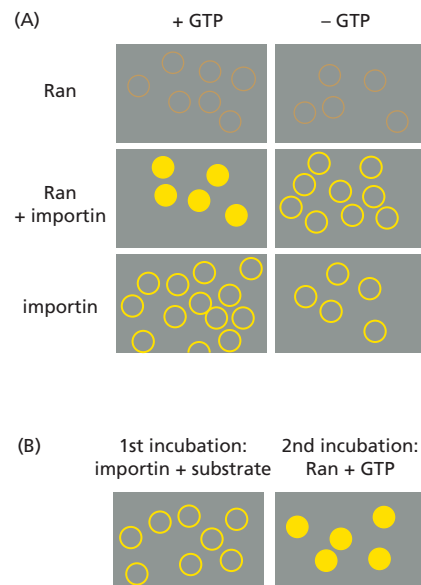 (A)
+ GTP – GTP
Ran
Ran
+ importin
importin
(B)
1st incubation: 2nd incubation:
importin + substrate Ran + GTP